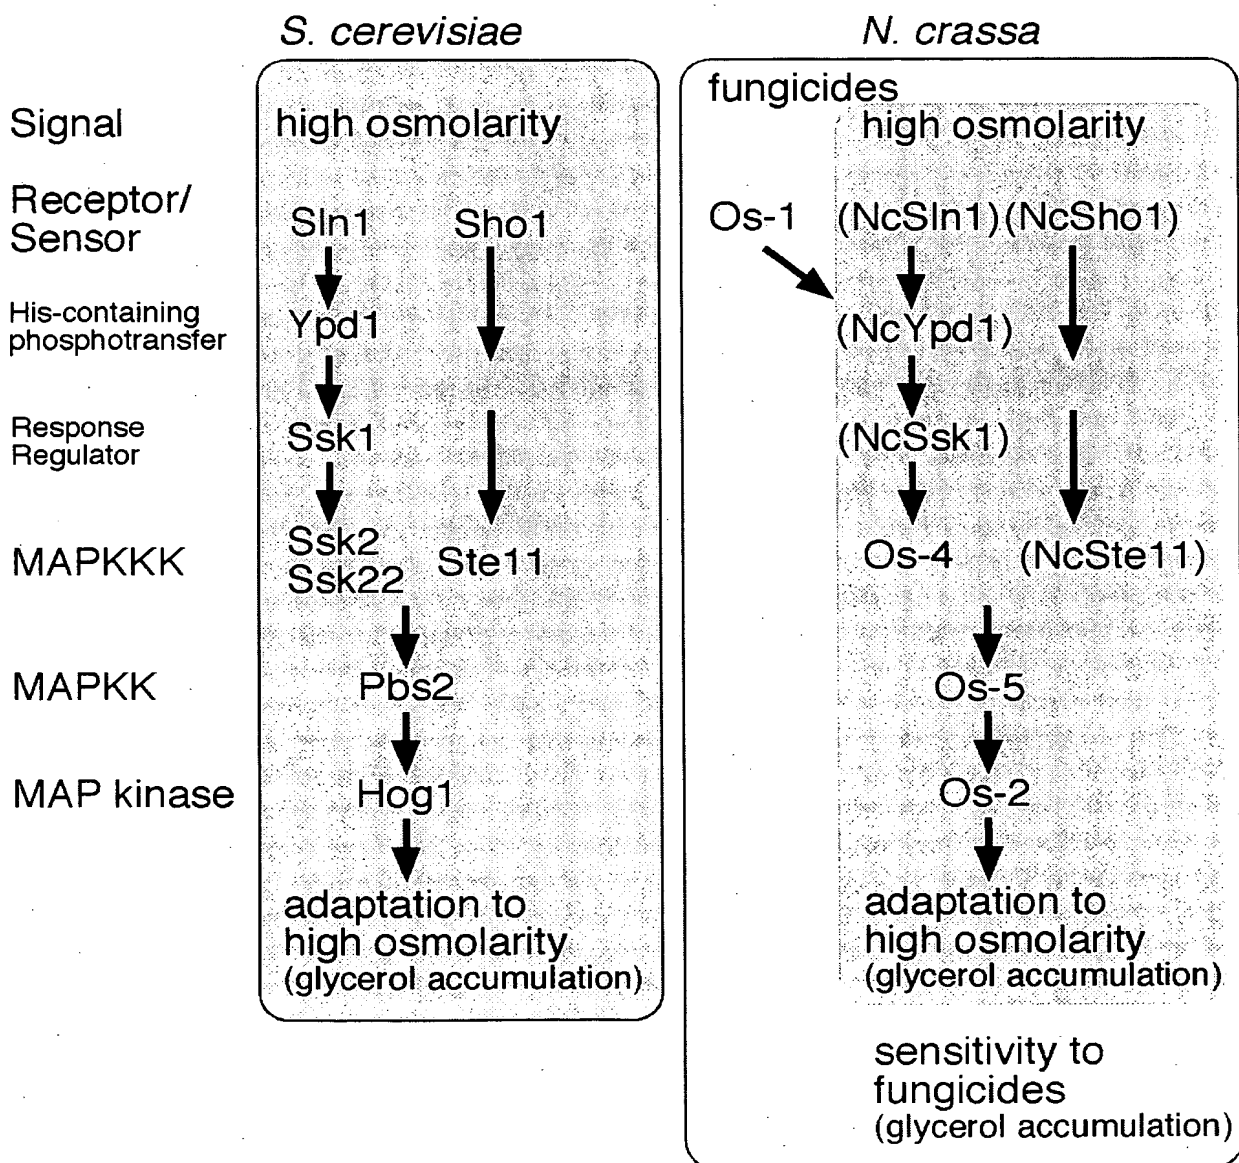 S. cerevisiae
N. crassa
fungicides
Signal
high osmolarity
high osmolarity
Receptor/
Sensor
Sln1
Sho1
Os-1
(NcSln1)
(NcSho1)
His-containing
phosphotransfer
Ypd1
(NcYpd1)
Response
Regulator
Ssk1
(NcSsk1)
MAPKKK
Ssk2
Ssk22
Ste11
Os-4
(NcSte11)
MAPKK
Pbs2
Os-5
MAP kinase
Hog1
Os-2
adaptation to
high osmolarity
(glycerol accumulation)
adaptation to
high osmolarity
(glycerol accumulation)
sensitivity to
fungicides
(glycerol accumulation)